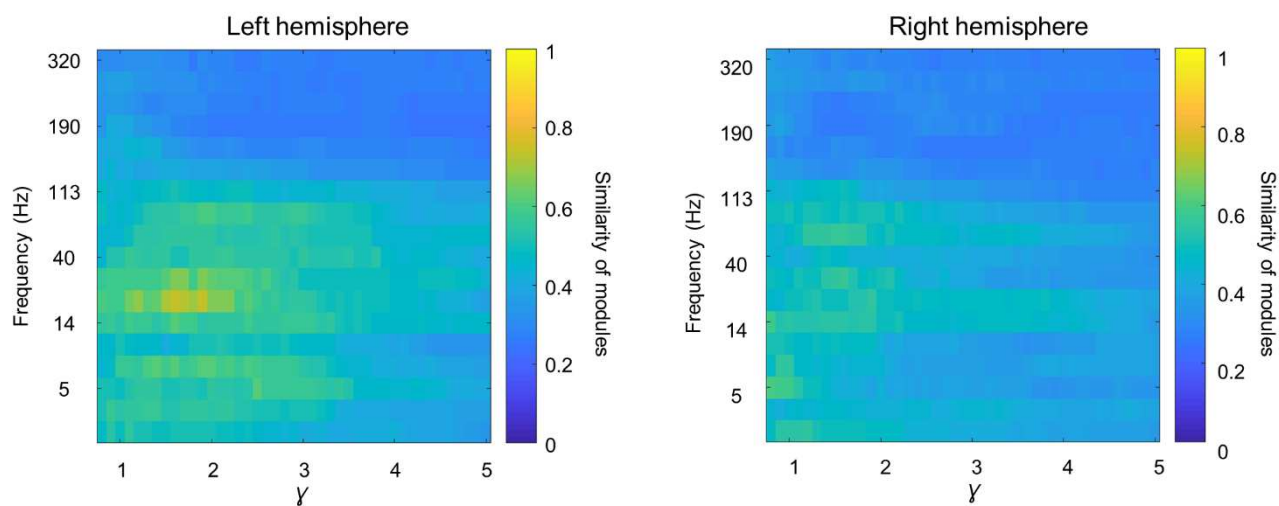 Left hemisphere
320
190
113
40
14
5
Frequency (Hz)
1 2 3 4 5
γ
1
0.8
0.6
0.4
0.2
0
Similarity of modules
Right hemisphere
320
190
113
40
14
5
Frequency (Hz)
1 2 3 4 5
γ
1
0.8
0.6
0.4
0.2
0
Similarity of modules